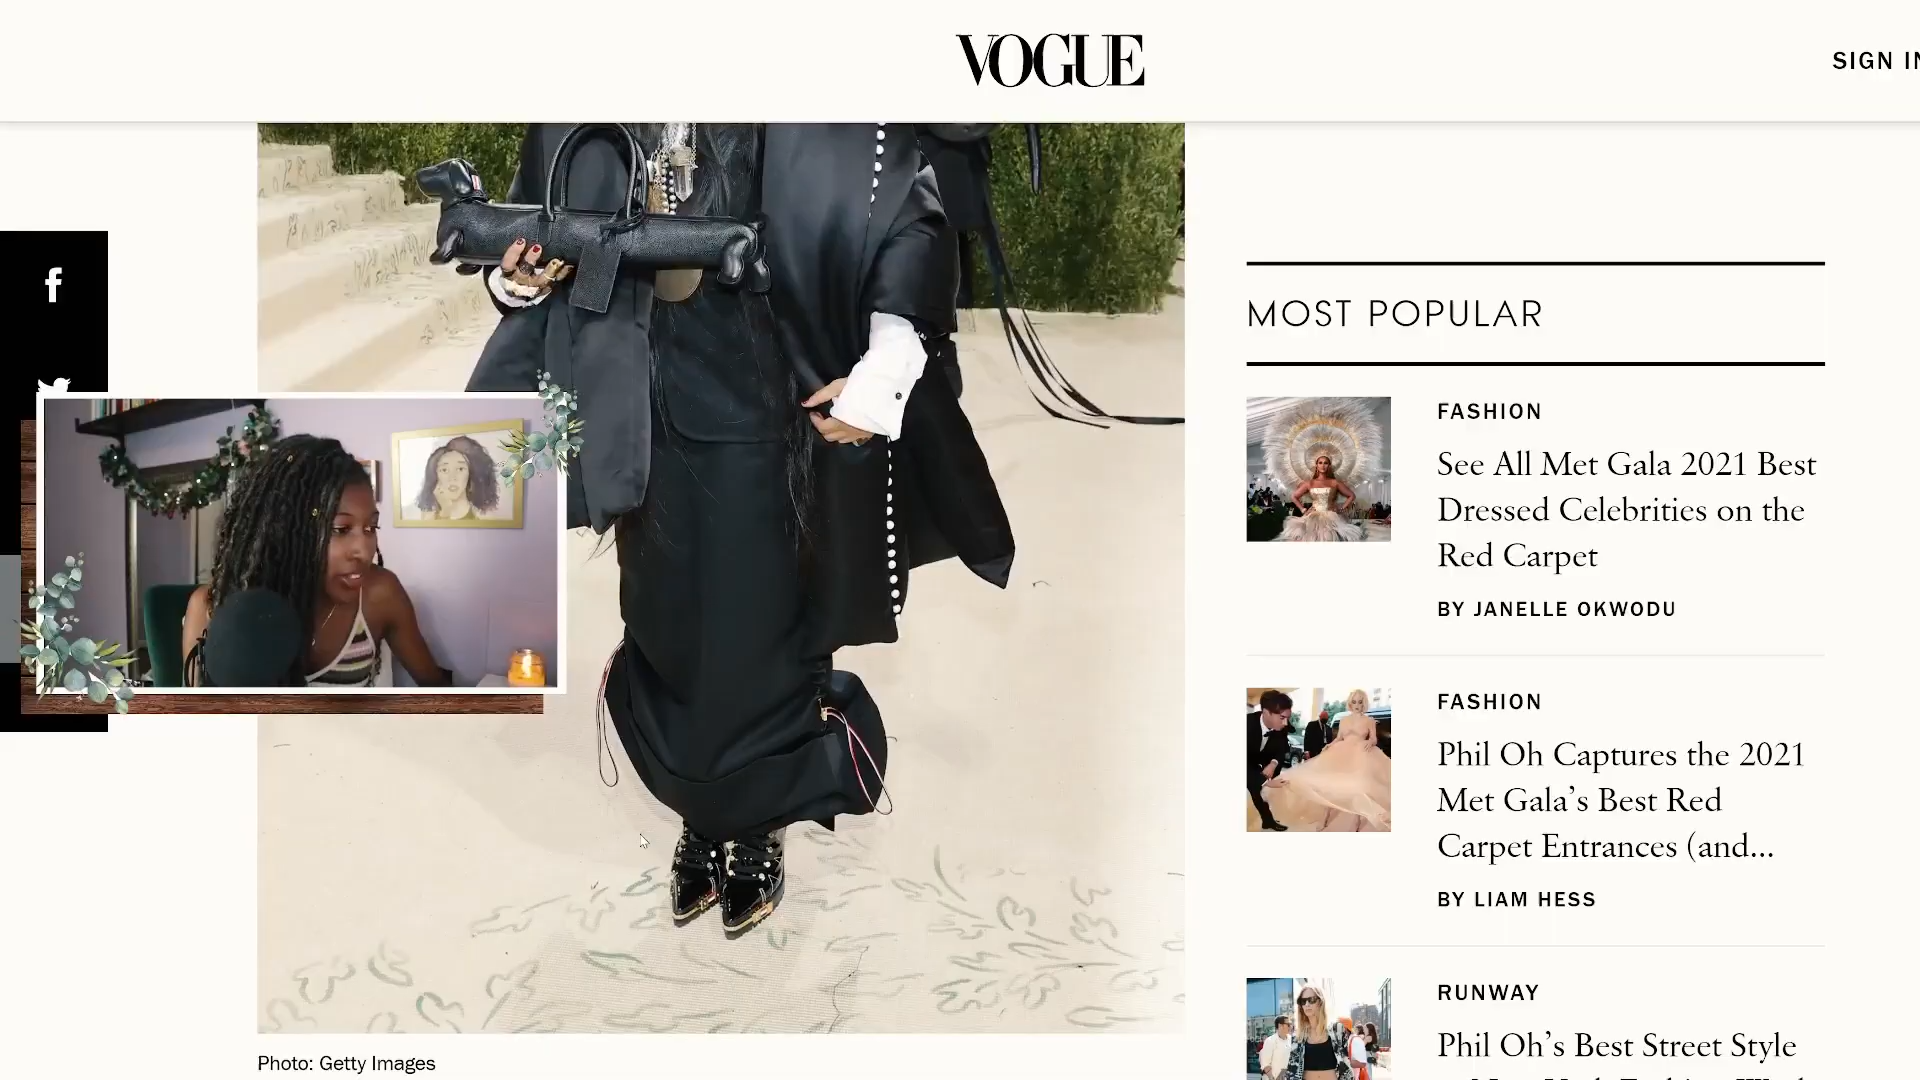 VOGUE
SIGN IN
MOST POPULAR
FASHION
See All Met Gala 2021 Best
Dressed Celebrities on the
Red Carpet
BY JANELLE OKWODU
FASHION
Phil Oh Captures the 2021
Met Gala’s Best Red
Carpet Entrances (and...
BY LIAM HESS
RUNWAY
Phil Oh’s Best Street Style
Photo: Getty Images